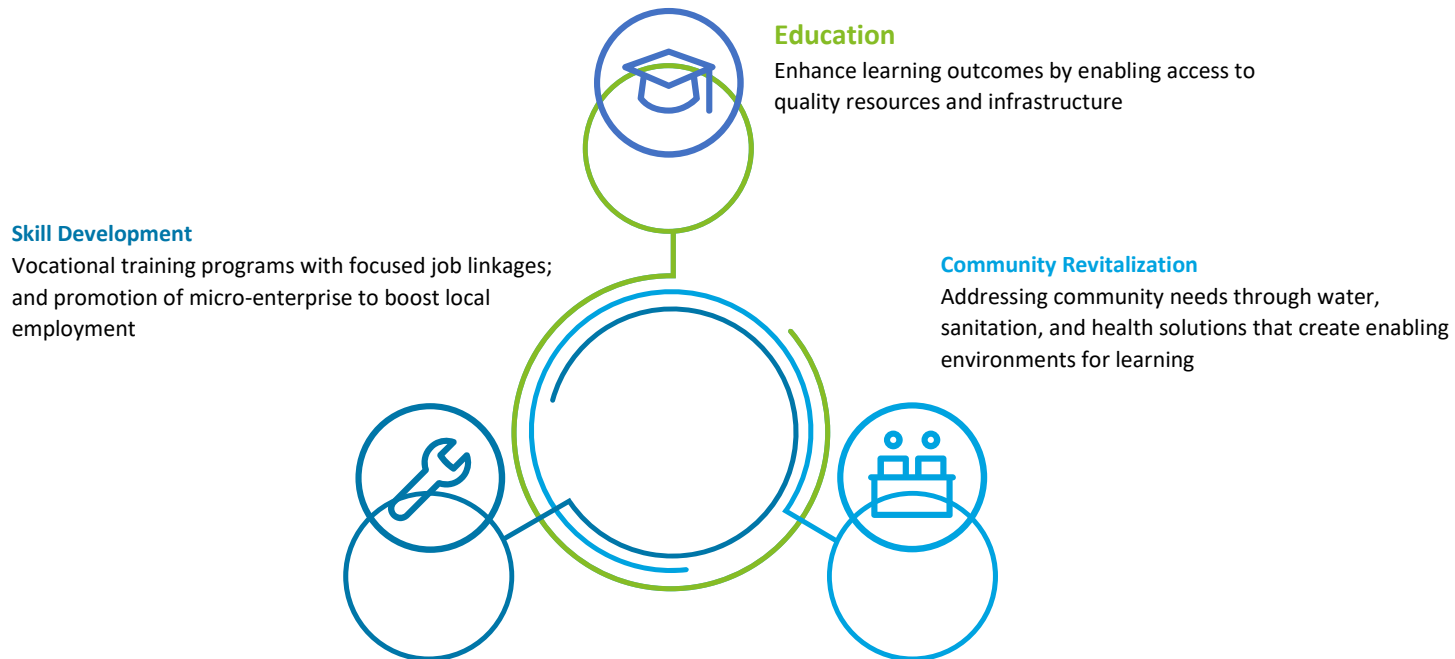 Education
Enhance learning outcomes by enabling access to
quality resources and infrastructure
Skill Development
Vocational training programs with focused job linkages;
and promotion of micro-enterprise to boost local
employment
Community Revitalization
Addressing community needs through water,
sanitation, and health solutions that create enabling
environments for learning